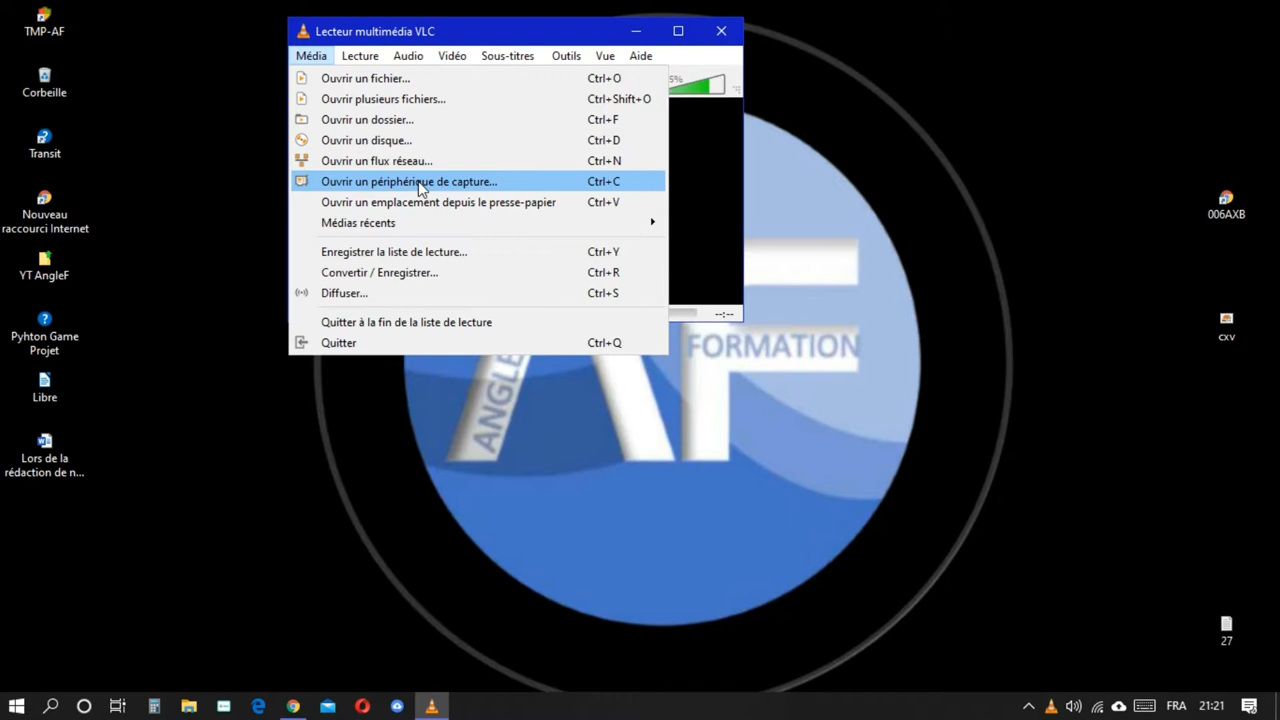 TMP-AF
Corbeille
Transit
Nouveau
raccourci Internet
YT AngleF
Pyhton Game
Projet
Libre
Lors de la
rédaction de n...
Lecteur multimédia VLC
Média Lecture Audio Vidéo Sous-titres Outils Vue Aide
5%
Ouvrir un fichier... Ctrl+O
Ouvrir plusieurs fichiers... Ctrl+Shift+O
Ouvrir un dossier... Ctrl+F
Ouvrir un disque... Ctrl+D
Ouvrir un flux réseau... Ctrl+N
Ouvrir un périphérique de capture... Ctrl+C
Ouvrir un emplacement depuis le presse-papier Ctrl+V
Médias récents
Enregistrer la liste de lecture... Ctrl+Y
Convertir / Enregistrer... Ctrl+R
Diffuser... Ctrl+S
Quitter à la fin de la liste de lecture
Quitter Ctrl+Q
--:--
ANGLE
FORMATION
006AXB
cxv
27
FRA 21:21